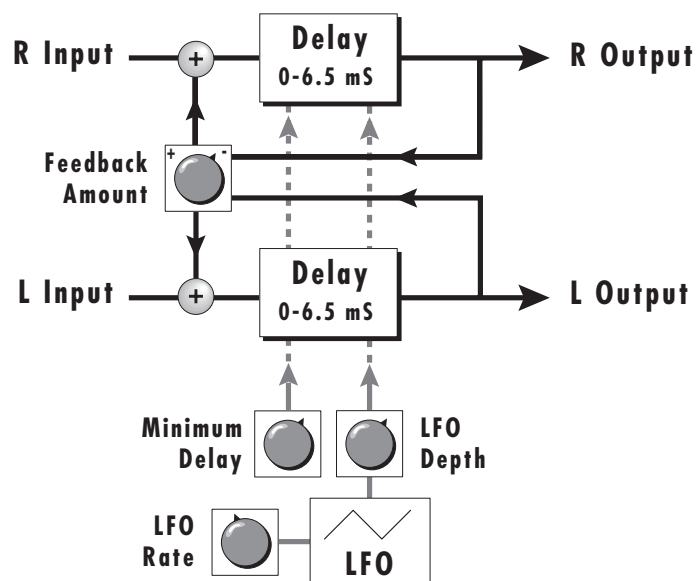 R Input
+
Delay
0-6.5 mS
R Output
Feedback
Amount
+ -
L Input
+
Delay
0-6.5 mS
L Output
Minimum
Delay
LFO
Depth
LFO
Rate
LFO